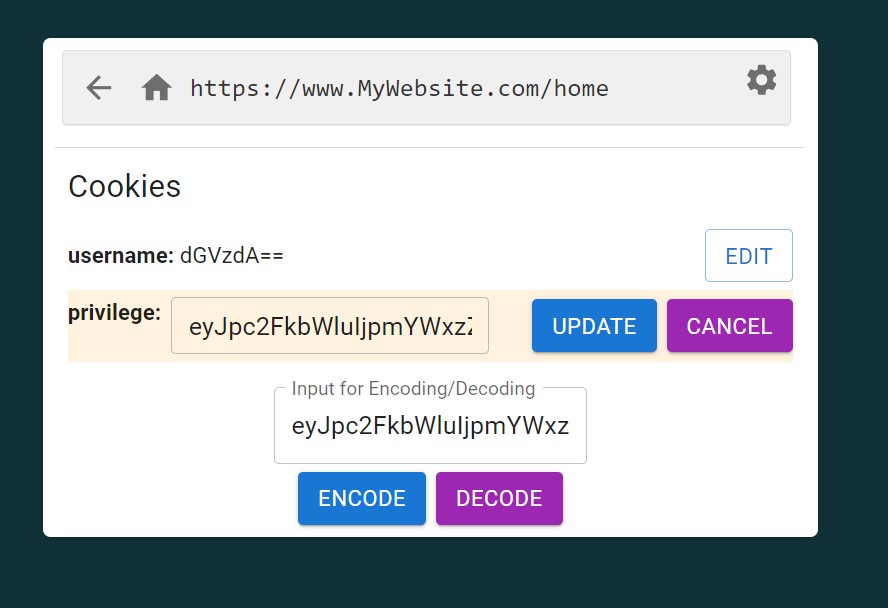 https://www.MyWebsite.com/home
Cookies
username: dGVzdA==
EDIT
privilege: eyJpc2FkbWluIjpmYWxzZ
UPDATE
CANCEL
Input for Encoding/Decoding
eyJpc2FkbWluIjpmYWxz
ENCODE
DECODE